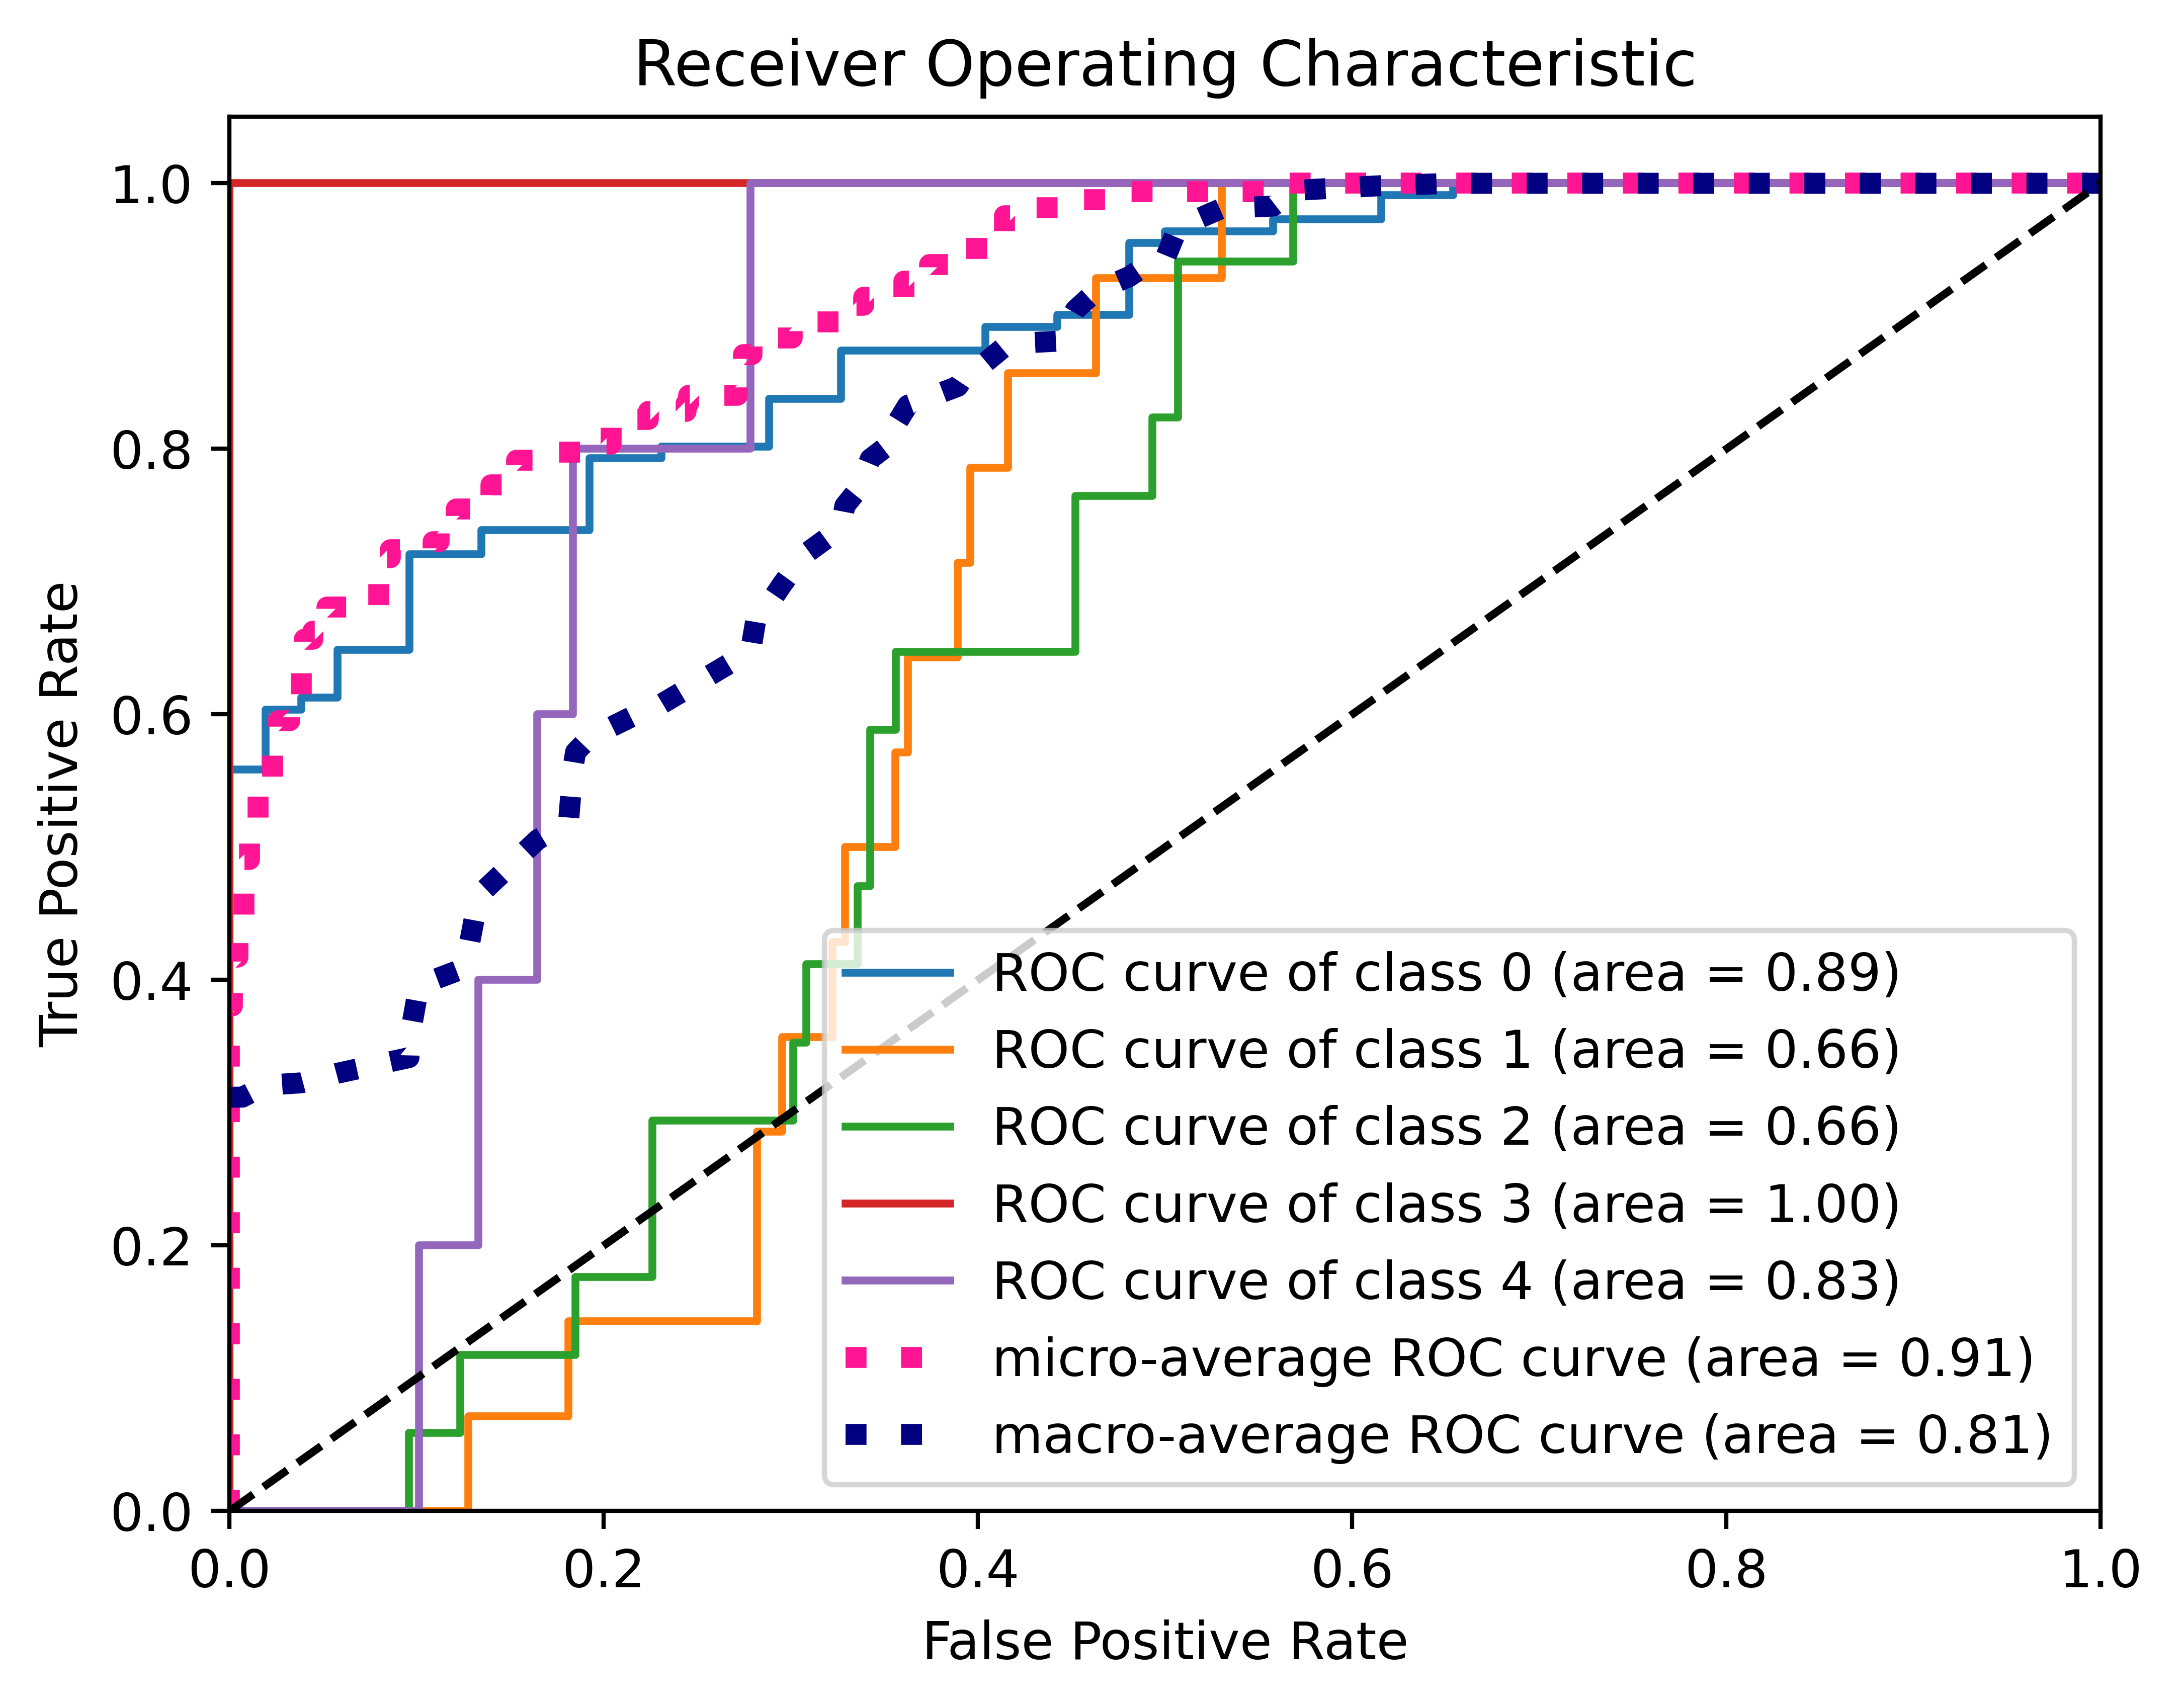 Receiver Operating Characteristic
1.0
0.8
0.6
0.4
0.2
0.0
True Positive Rate
ROC curve of class 0 (area = 0.89)
ROC curve of class 1 (area = 0.66)
ROC curve of class 2 (area = 0.66)
ROC curve of class 3 (area = 1.00)
ROC curve of class 4 (area = 0.83)
micro-average ROC curve (area = 0.91)
macro-average ROC curve (area = 0.81)
0.0 0.2 0.4 0.6 0.8 1.0
False Positive Rate